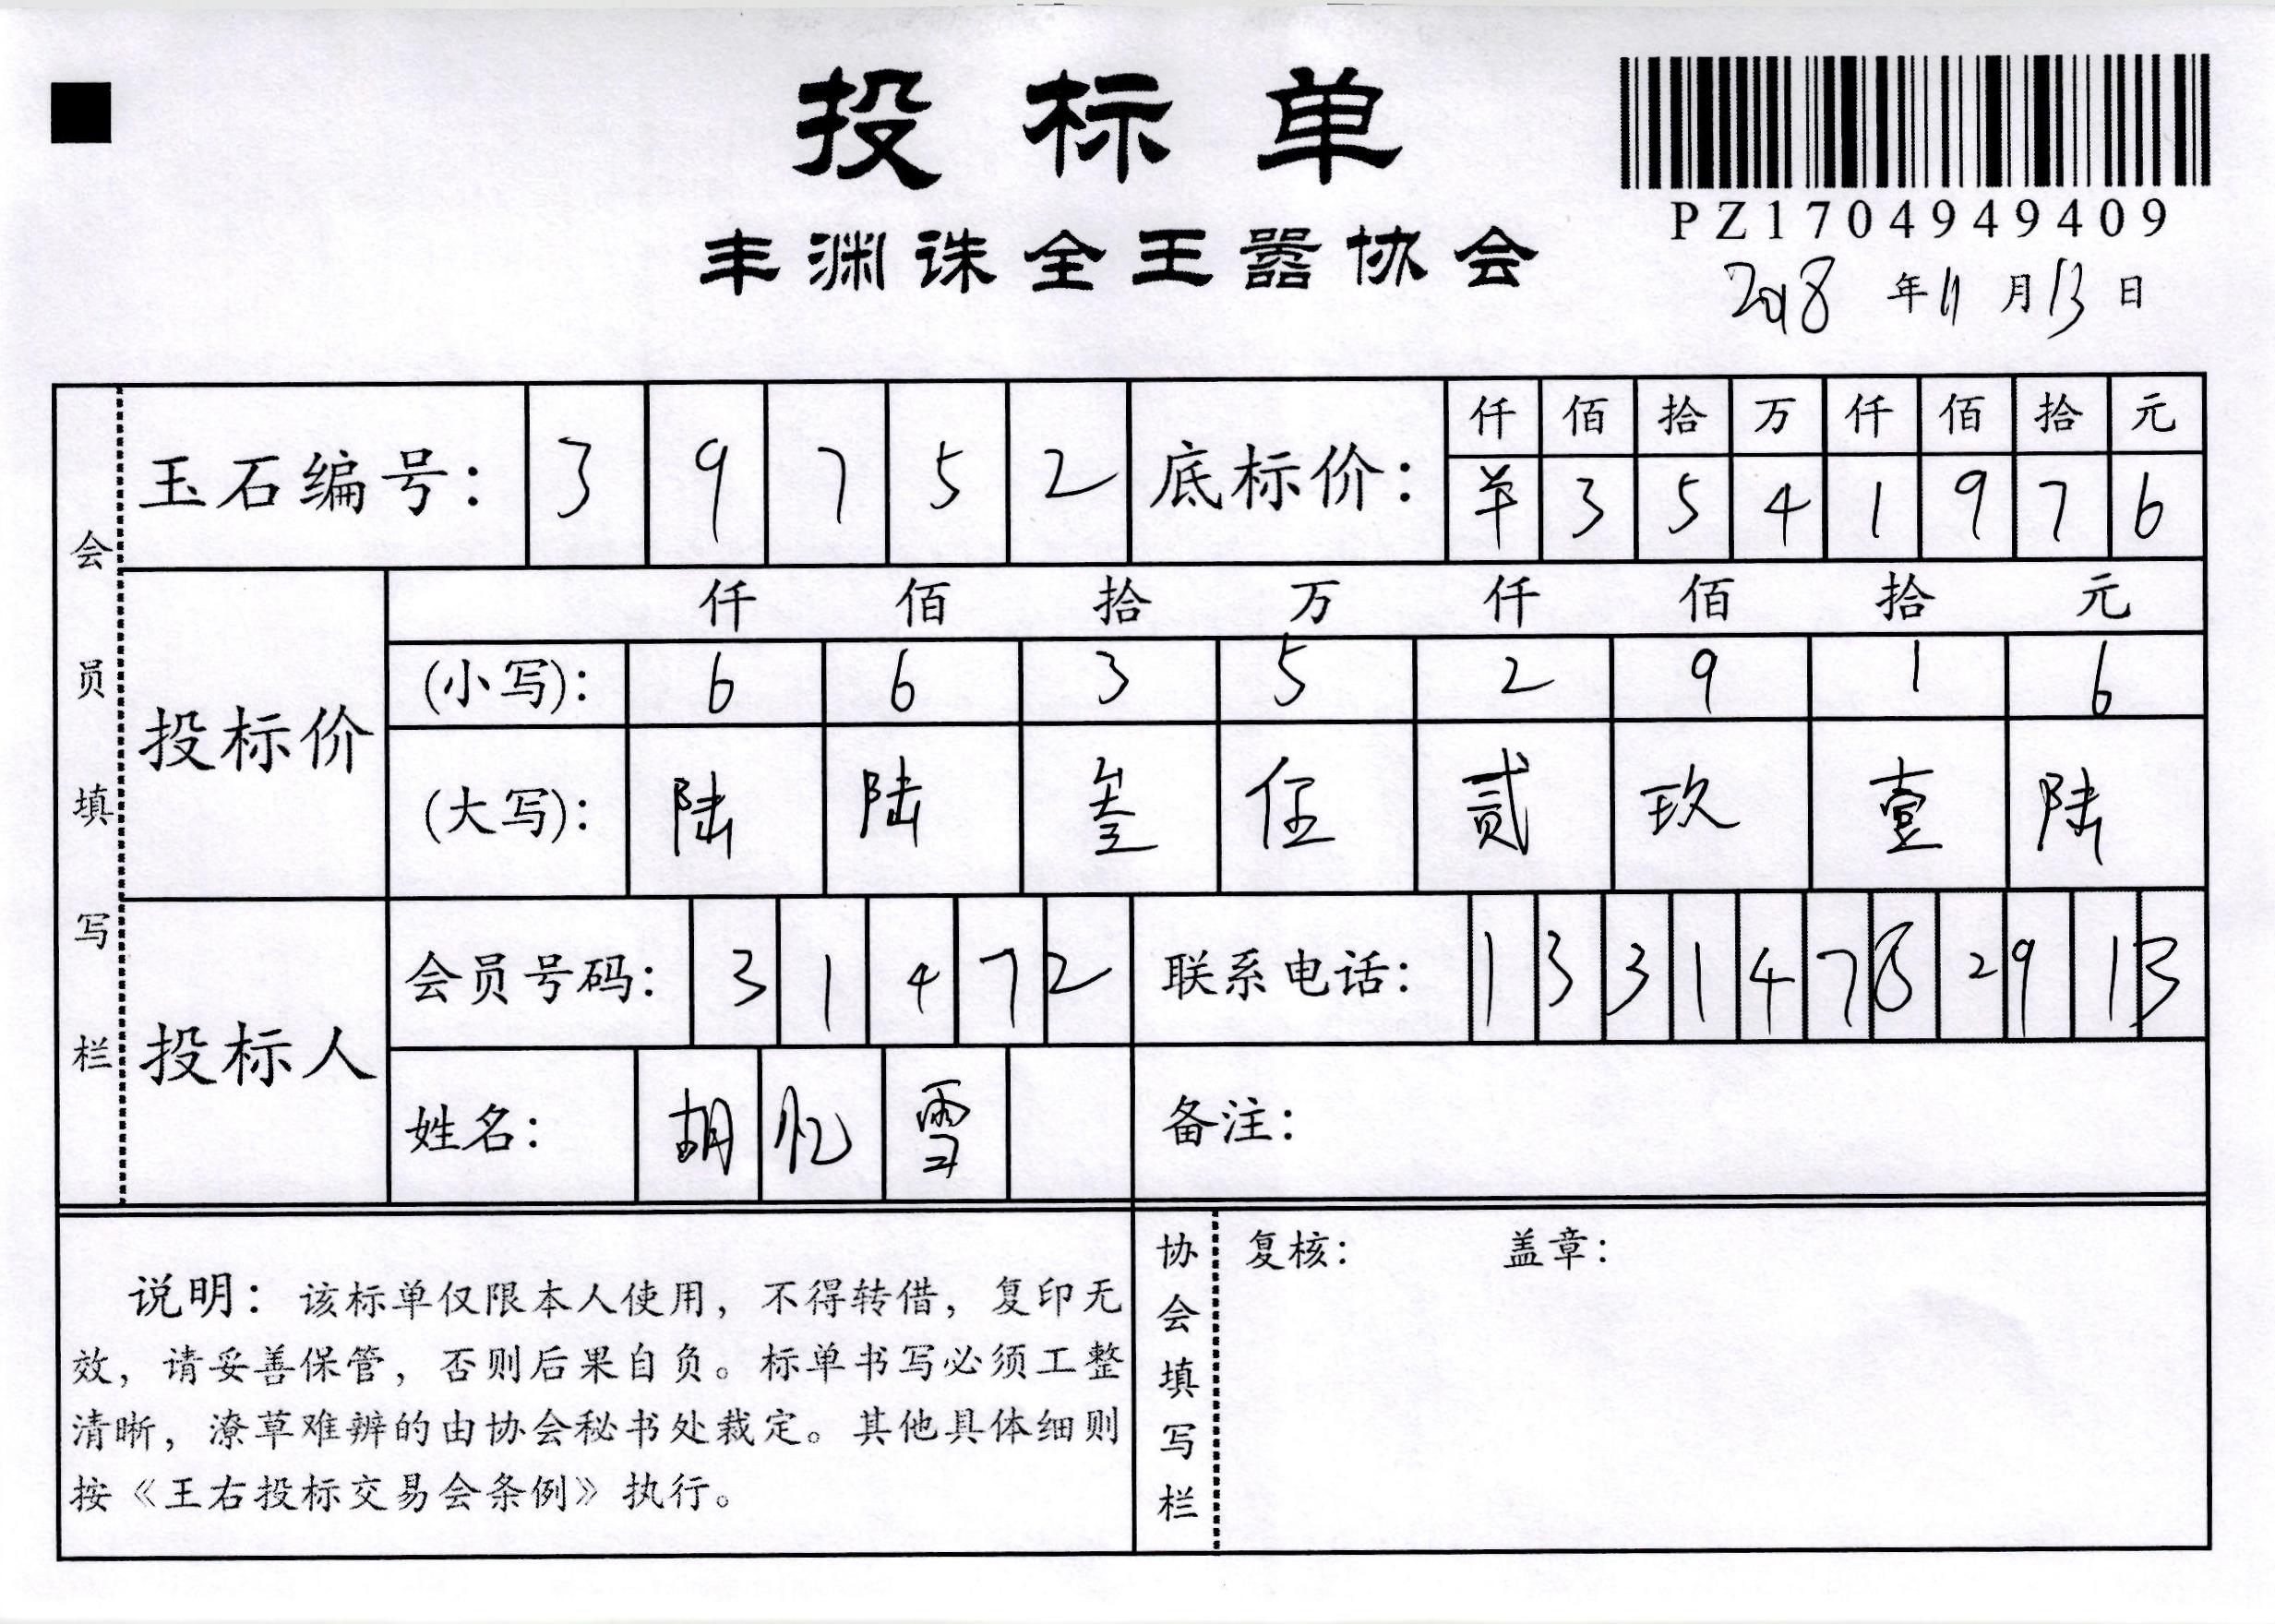 投标单
PZ1704949409
丰渊诛全王嚣协会
2018年11月13日
会员填写栏
玉石编号: 3 9 7 5 2
底标价: 仟 佰 拾 万 仟 佰 拾 元
羊 3 5 4 1 9 7 6
投标价
仟 佰 拾 万 仟 佰 拾 元
(小写): 6 6 3 5 2 9 1 6
(大写): 陆 陆 叁 伍 贰 玖 壹 陆
投标人
会员号码: 3 1 4 7 2
联系电话: 1 3 3 1 4 7 8 2 9 1 3
姓名: 胡 忆 雪
备注:
说明: 该标单仅限本人使用, 不得转借, 复印无
效, 请妥善保管, 否则后果自负。标单书写必须工整
清晰, 潦草难辨的由协会秘书处裁定。其他具体细则
按《王右投标交易会条例》执行。
协会填写栏
复核: 盖章: